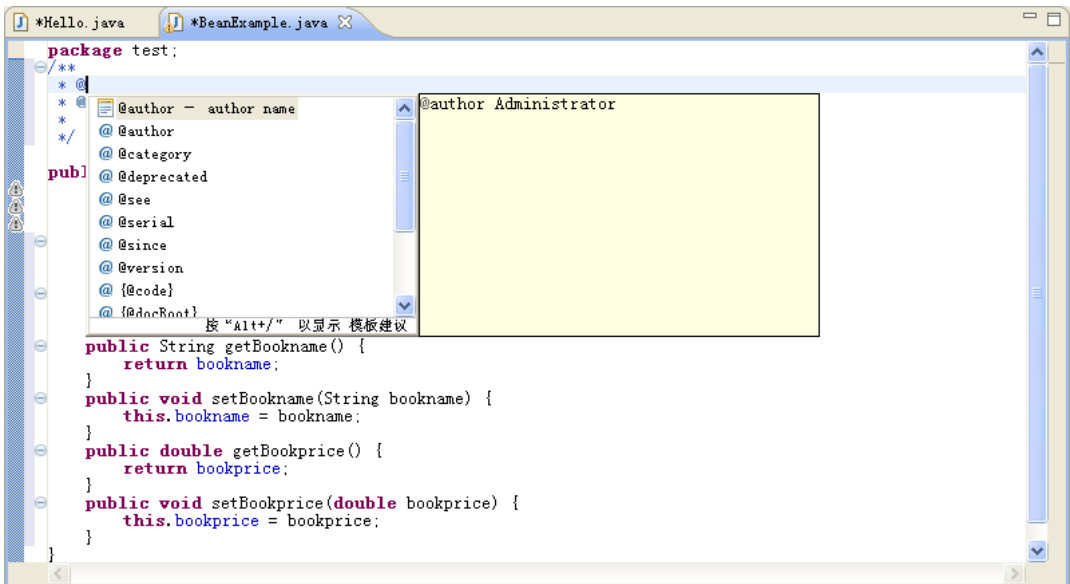 *Hello.java *BeanExample.java
package test;
/**
* @
* @
*
*/
publ
@author - author name
@author
@category
@deprecated
@see
@serial
@since
@version
{@code}
{@docRoot}
按“Alt+/” 以显示 模板建议
@author Administrator
public String getBookname() {
return bookname;
}
public void setBookname(String bookname) {
this.bookname = bookname;
}
public double getBookprice() {
return bookprice;
}
public void setBookprice(double bookprice) {
this.bookprice = bookprice;
}
}